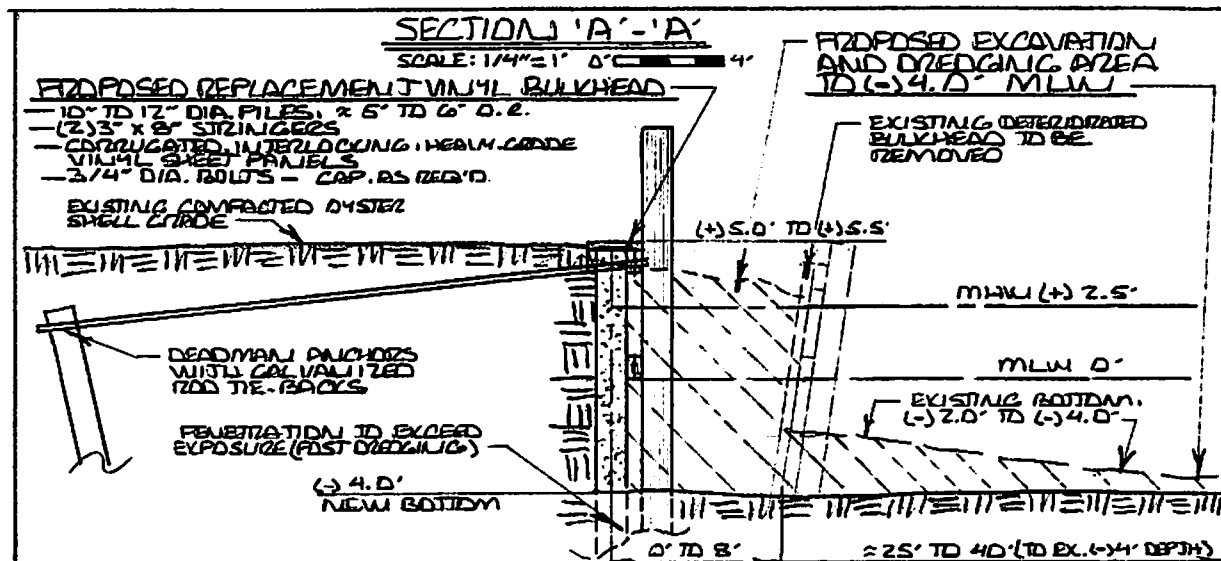 SECTION 'A'-'A'
SCALE: 1/4"=1' 0' 4'
PROPOSED REPLACEMENT VINYL BULKHEAD
— 10" TO 12" DIA. PILES, ≈ 5' TO 6' O.C.
— (2) 3" x 8" STRINGERS
— CORRUGATED, INTERLOCKING, HEAVY-GRADE
VINYL SHEET PANELS
— 3/4" DIA. BOLTS — CAP. AS REQ'D.
EXISTING COMPACTED OYSTER
SHELL GRADE
PROPOSED EXCAVATION
AND DREDGING AREA
TO (-) 4.0' MLW
EXISTING DETERIORATED
BULKHEAD TO BE
REMOVED
(+) 5.0' TO (+) 5.5'
MHW (+) 2.5'
MLW 0'
DEADMAN ANCHORS
WITH GALVANIZED
ROD TIE-BACKS
EXISTING BOTTOM,
(-) 2.0' TO (-) 4.0'
PENETRATION TO EXCEED
EXPOSURE (POST DREDGING)
(-) 4.0'
NEW BOTTOM
0' TO 8'
≈ 25' TO 40' (TO EX. (-) 4' DEPTH)